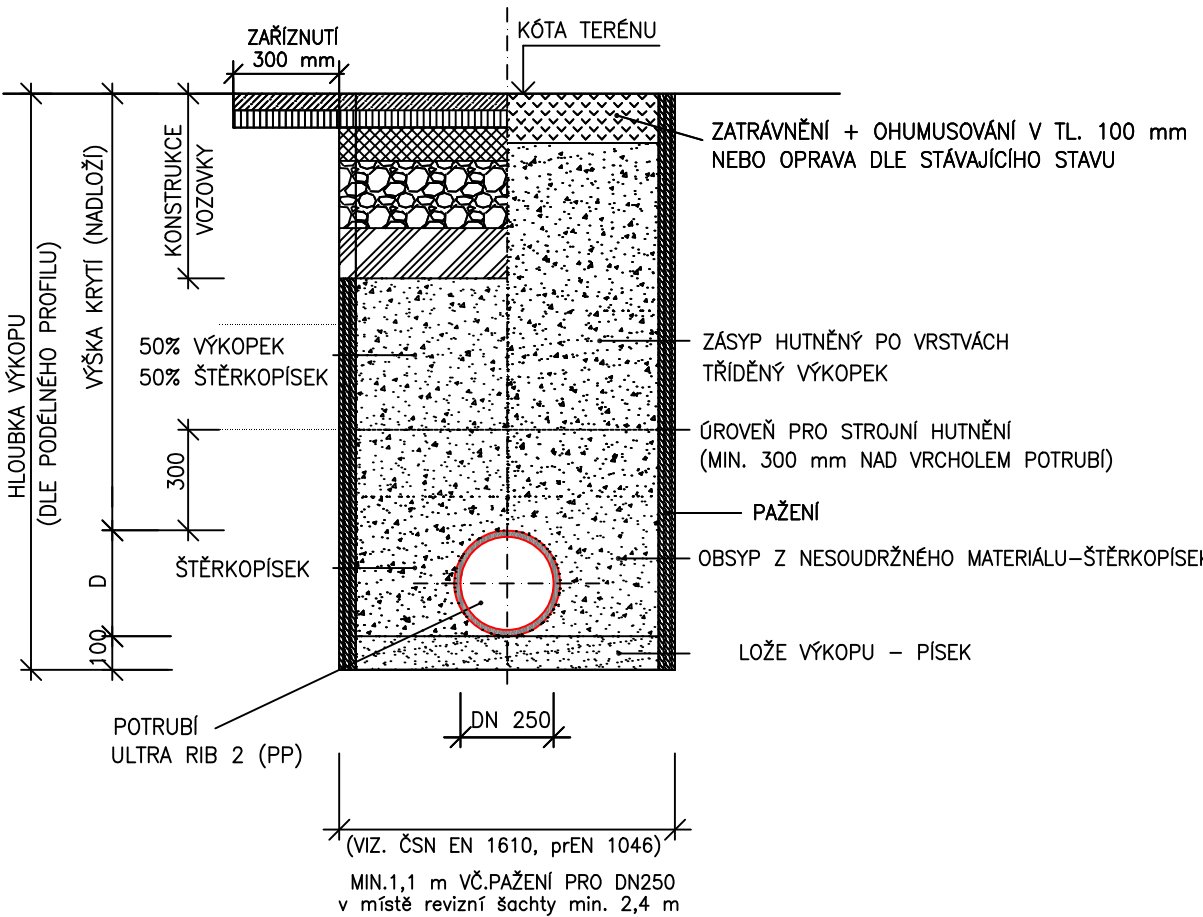 ZAŘÍZNUTÍ
300 mm
KÓTA TERÉNU
ZATRÁVNĚNÍ + OHUMUSOVÁNÍ V TL. 100 mm
NEBO OPRAVA DLE STÁVAJÍCÍHO STAVU
KONSTRUKCE
VOZOVKY
VÝŠKA KRYTÍ (NADLOŽÍ)
HLOUBKA VÝKOPU
(DLE PODÉLNÉHO PROFILU)
50% VÝKOPEK
50% ŠTĚRKOPÍSEK
ZÁSYP HUTNĚNÝ PO VRSTVÁCH
TŘÍDĚNÝ VÝKOPEK
ÚROVEŇ PRO STROJNÍ HUTNĚNÍ
(MIN. 300 mm NAD VRCHOLEM POTRUBÍ)
300
PAŽENÍ
OBSYP Z NESOUDRŽNÉHO MATERIÁLU-ŠTĚRKOPÍSEK
ŠTĚRKOPÍSEK
D
100
LOŽE VÝKOPU - PÍSEK
POTRUBÍ
ULTRA RIB 2 (PP)
DN 250
(VIZ. ČSN EN 1610, prEN 1046)
MIN.1,1 m VČ.PAŽENÍ PRO DN250
v místě revizní šachty min. 2,4 m